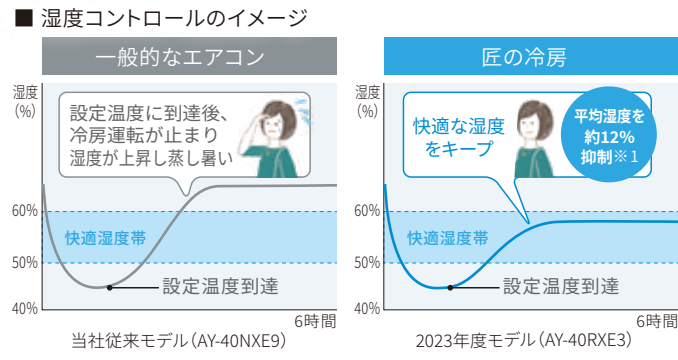 ■ 湿度コントロールのイメージ
一般的なエアコン
湿度
(%)
設定温度に到達後、
冷房運転が止まり
湿度が上昇し蒸し暑い
60%
快適湿度帯
50%
設定温度到達
40%
6時間
当社従来モデル(AY-40NXE9)
匠の冷房
湿度
(%)
快適な湿度
をキープ
平均湿度を
約12%
抑制※1
60%
快適湿度帯
50%
設定温度到達
40%
6時間
2023年度モデル(AY-40RXE3)